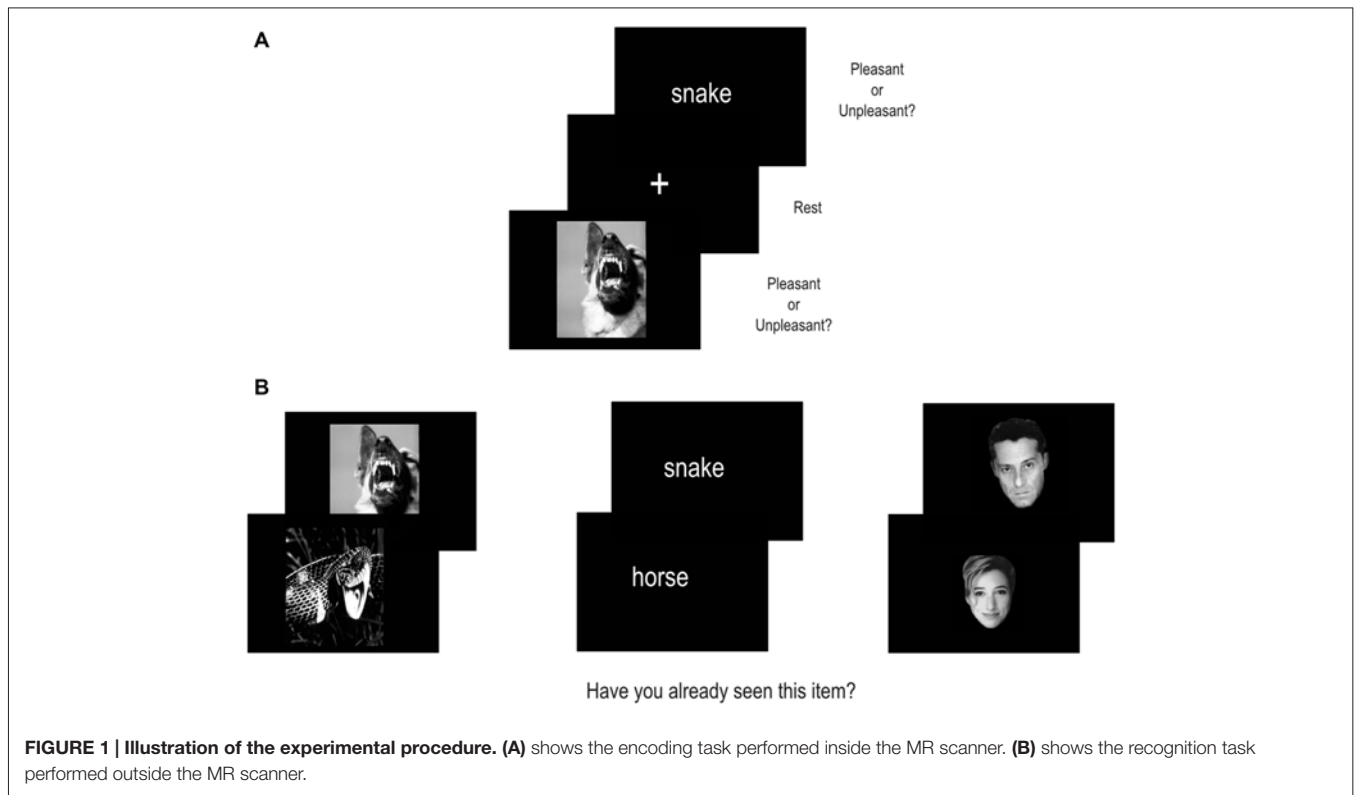 A
snake
Pleasant
or
Unpleasant?
+
Rest
Pleasant
or
Unpleasant?
B
snake
horse
Have you already seen this item?
FIGURE 1 | Illustration of the experimental procedure. (A) shows the encoding task performed inside the MR scanner. (B) shows the recognition task
performed outside the MR scanner.